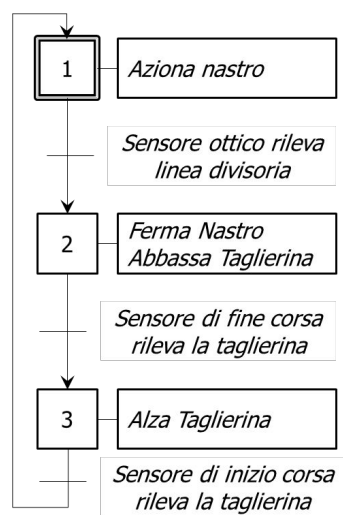 1
Aziona nastro
Sensore ottico rileva
linea divisoria
2
Ferma Nastro
Abbassa Taglierina
Sensore di fine corsa
rileva la taglierina
3
Alza Taglierina
Sensore di inizio corsa
rileva la taglierina